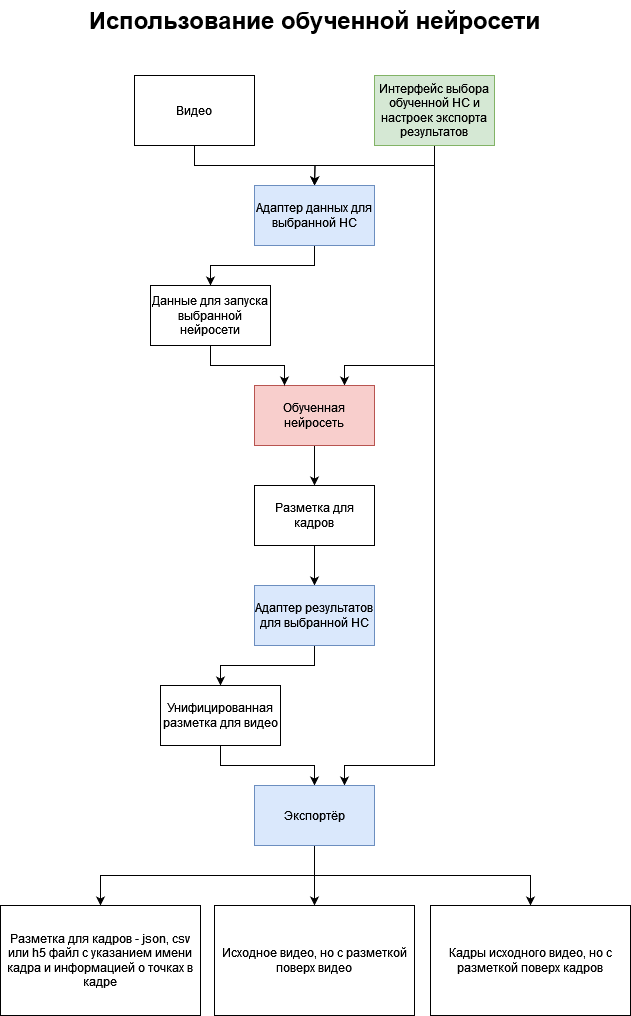 Использование обученной нейросети
Видео
Интерфейс выбора
обученной НС и
настроек экспорта
результатов
Адаптер данных для
выбранной НС
Данные для запуска
выбранной
нейросети
Обученная
нейросеть
Разметка для
кадров
Адаптер результатов
для выбранной НС
Унифицированная
разметка для видео
Экспортёр
Разметка для кадров - json, csv
или h5 файл с указанием имени
кадра и информацией о точках в
кадре
Исходное видео, но с разметкой
поверх видео
Кадры исходного видео, но с
разметкой поверх кадров